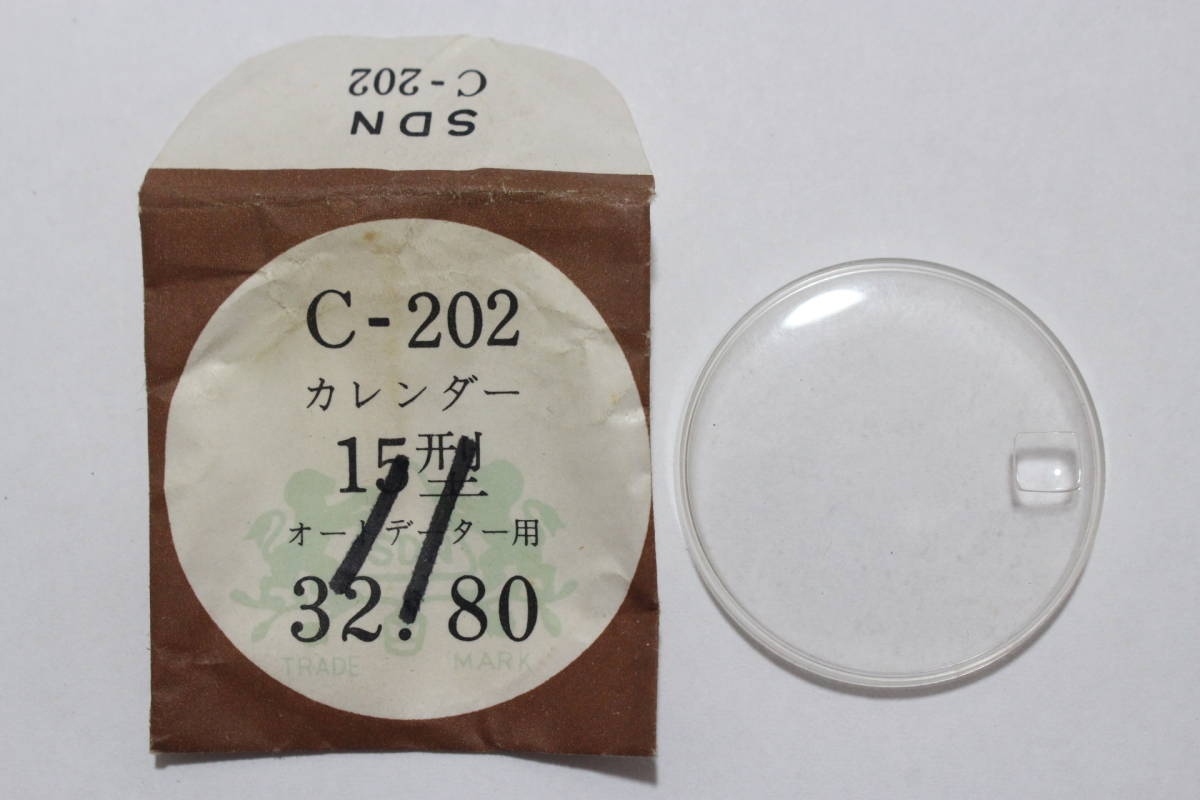 SDN
C-202
C-202
カレンダー
15型
オートデーター用
SDN
32.80
TRADE MARK